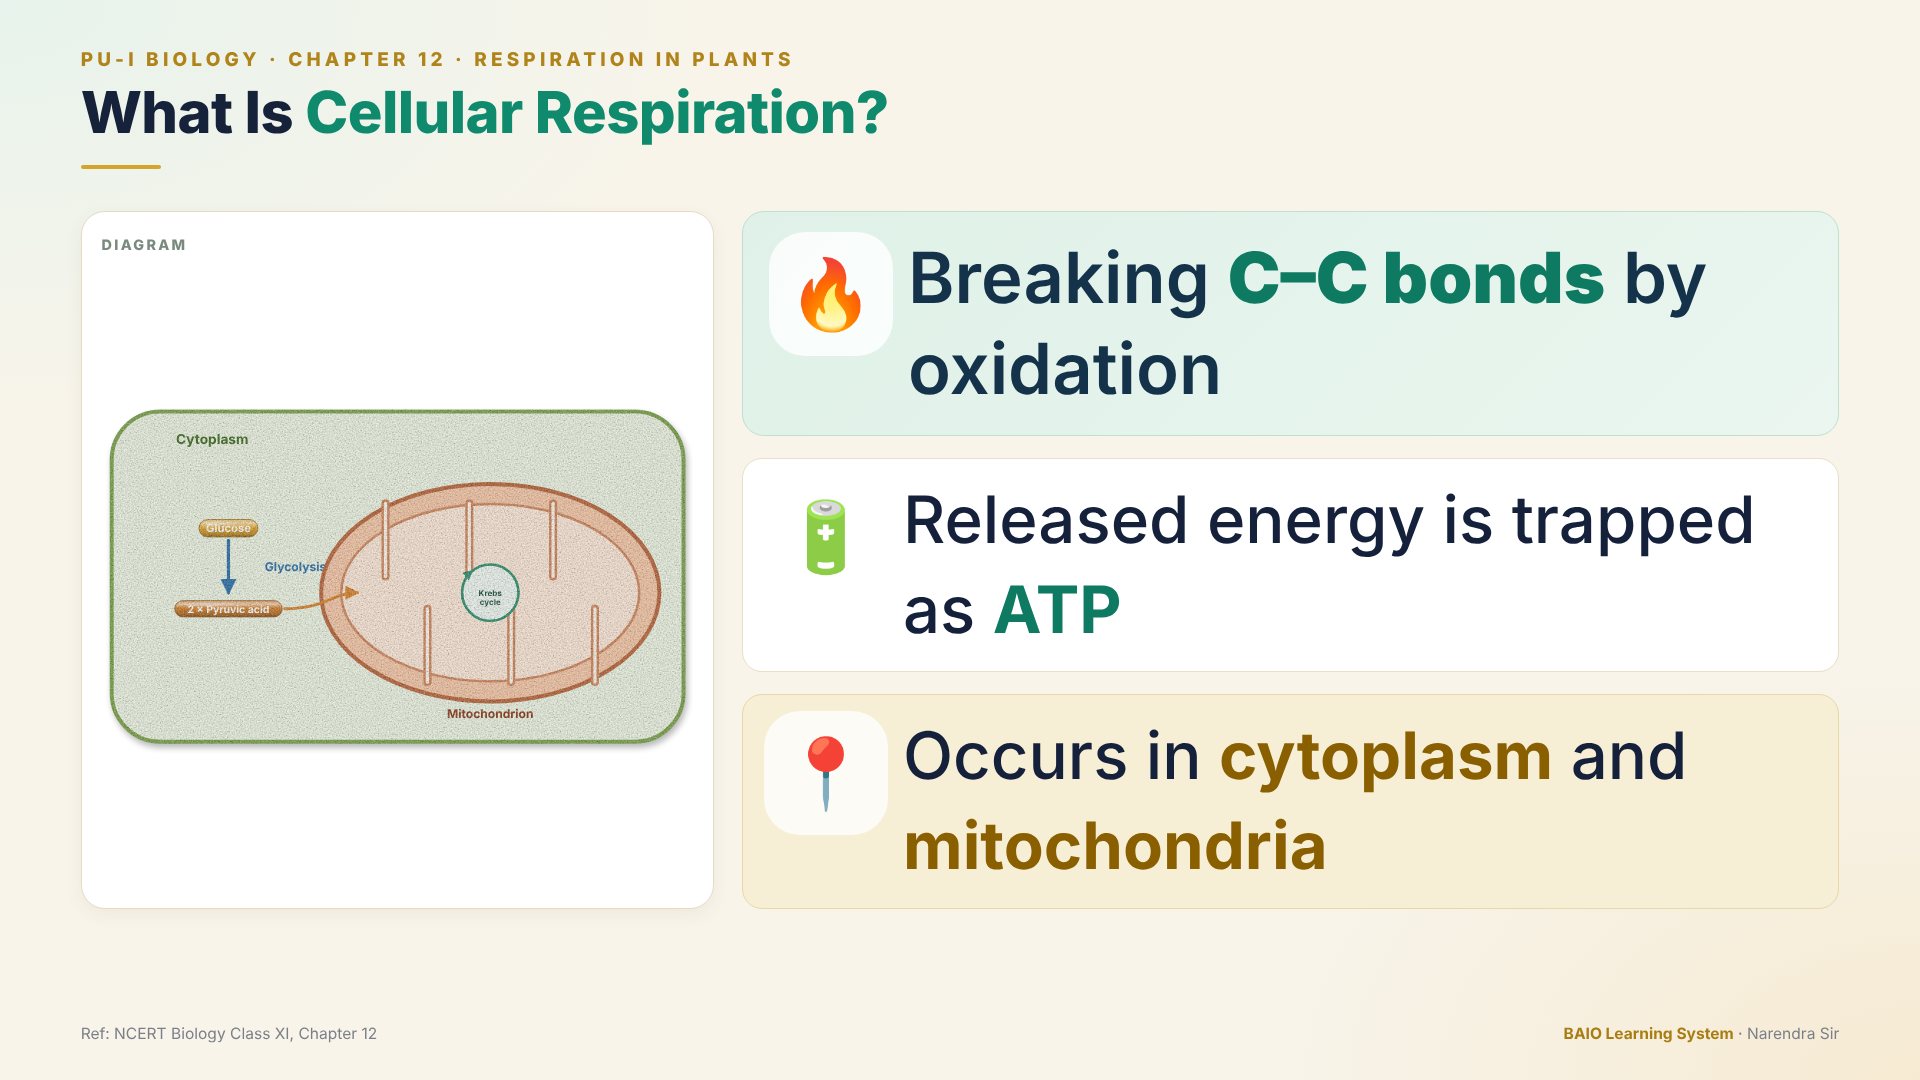 PU-I BIOLOGY · CHAPTER 12 · RESPIRATION IN PLANTS
What Is Cellular Respiration?
DIAGRAM
Cytoplasm
Glucose
Glycolysis
2 × Pyruvic acid
Krebs
cycle
Mitochondrion
Breaking C–C bonds by
oxidation
Released energy is trapped
as ATP
Occurs in cytoplasm and
mitochondria
Ref: NCERT Biology Class XI, Chapter 12
BAIO Learning System · Narendra Sir